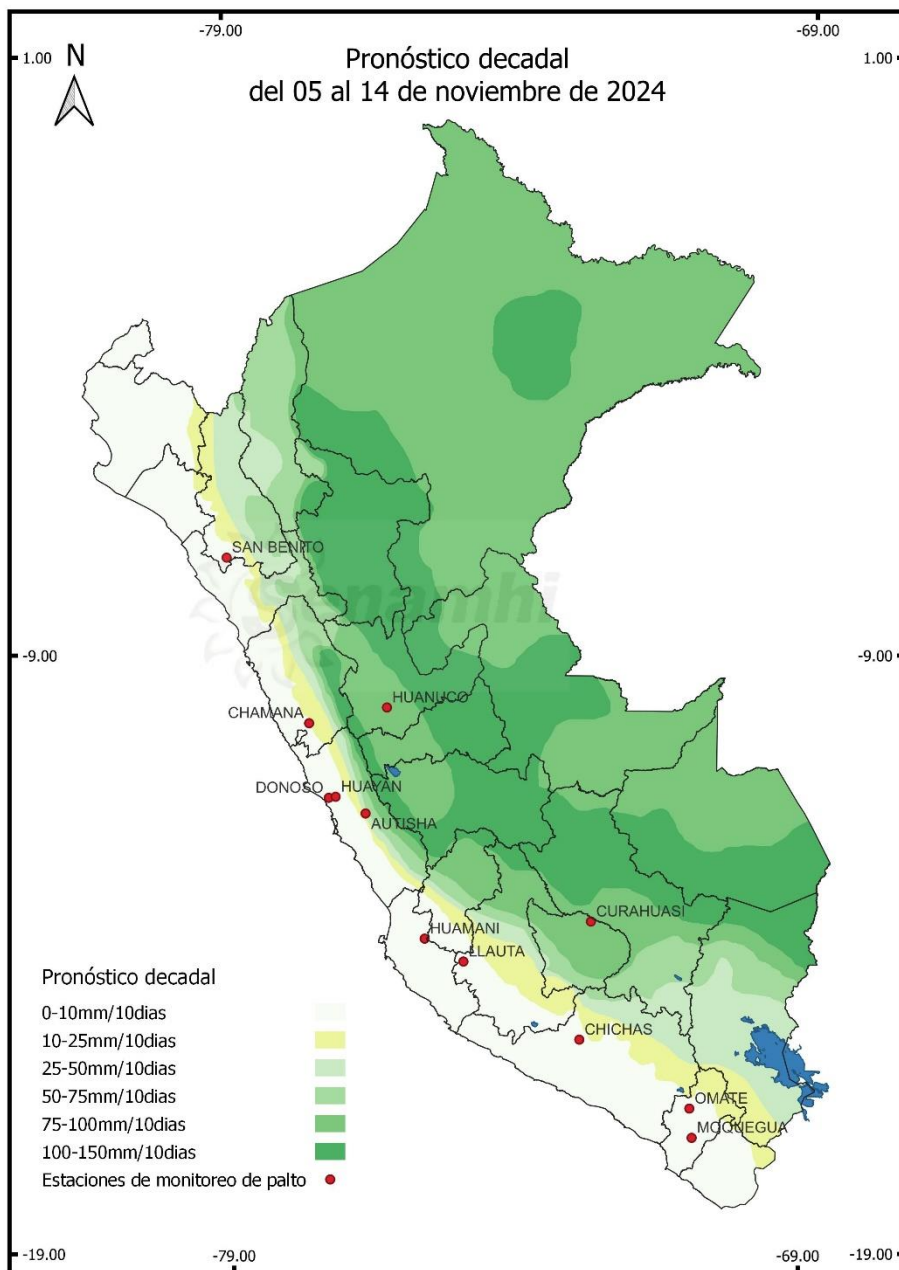 -79.00
-69.00
1.00
1.00
N
Pronóstico decadal
del 05 al 14 de noviembre de 2024
SAN BENITO
Senamhi
-9.00
-9.00
HUANUCO
CHAMANA
DONOSO
HUAYAN
AUTISHA
CURAHUASI
HUAMANI
LLAUTA
Pronóstico decadal
0-10mm/10dias
10-25mm/10dias
25-50mm/10dias
50-75mm/10dias
75-100mm/10dias
100-150mm/10dias
Estaciones de monitoreo de palto
CHICHAS
OMATE
MOQUEGUA
-19.00
-19.00
-79.00
-69.00